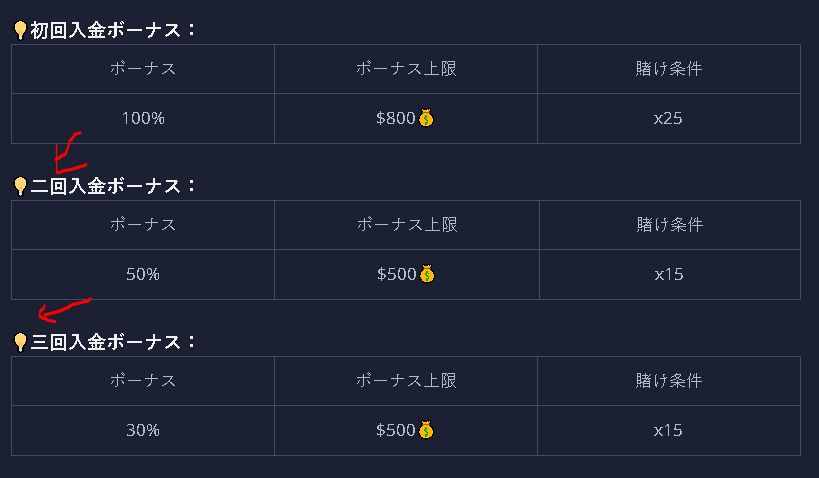 初回入金ボーナス：
ボーナス ボーナス上限 賭け条件
100% $800 x25
二回入金ボーナス：
ボーナス ボーナス上限 賭け条件
50% $500 x15
三回入金ボーナス：
ボーナス ボーナス上限 賭け条件
30% $500 x15